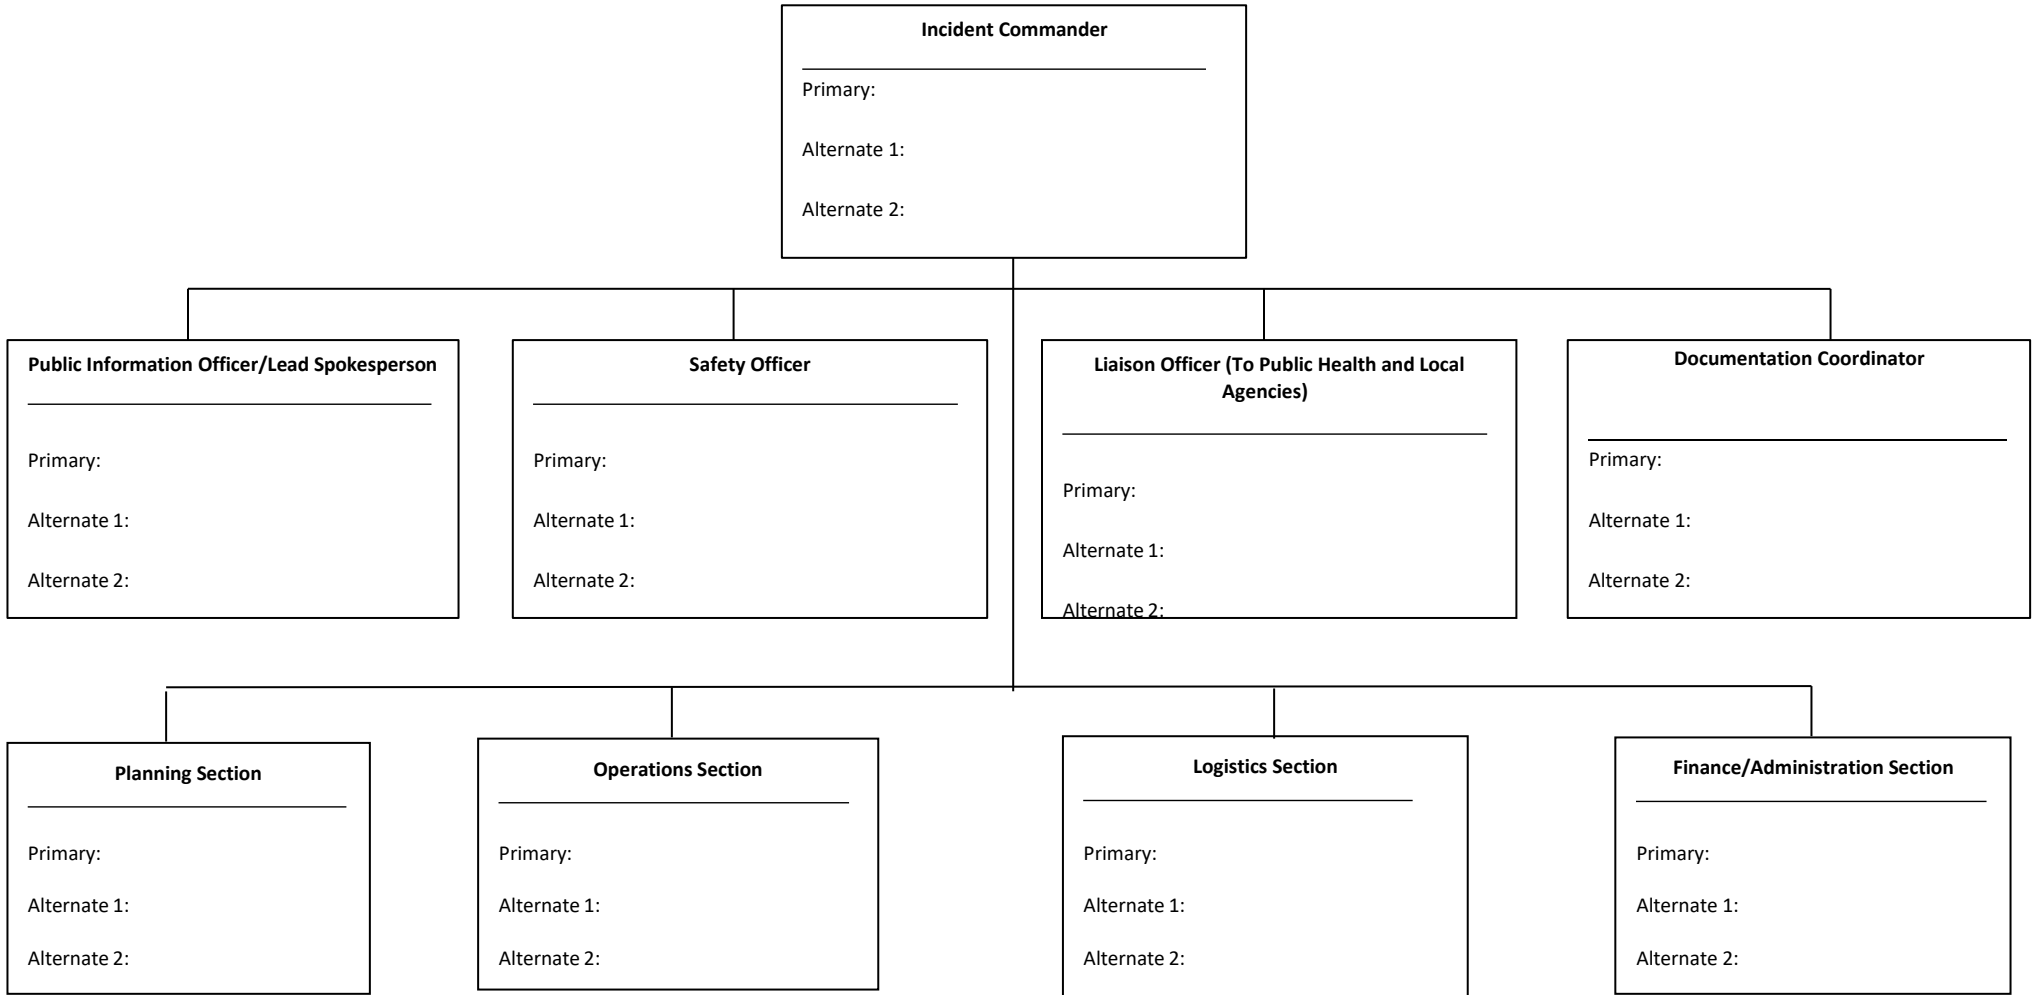 Incident Commander
Primary:
Alternate 1:
Alternate 2:
Public Information Officer/Lead Spokesperson
Primary:
Alternate 1:
Alternate 2:
Safety Officer
Primary:
Alternate 1:
Alternate 2:
Liaison Officer (To Public Health and Local
Agencies)
Primary:
Alternate 1:
Alternate 2:
Documentation Coordinator
Primary:
Alternate 1:
Alternate 2:
Planning Section
Primary:
Alternate 1:
Alternate 2:
Operations Section
Primary:
Alternate 1:
Alternate 2:
Logistics Section
Primary:
Alternate 1:
Alternate 2:
Finance/Administration Section
Primary:
Alternate 1:
Alternate 2: